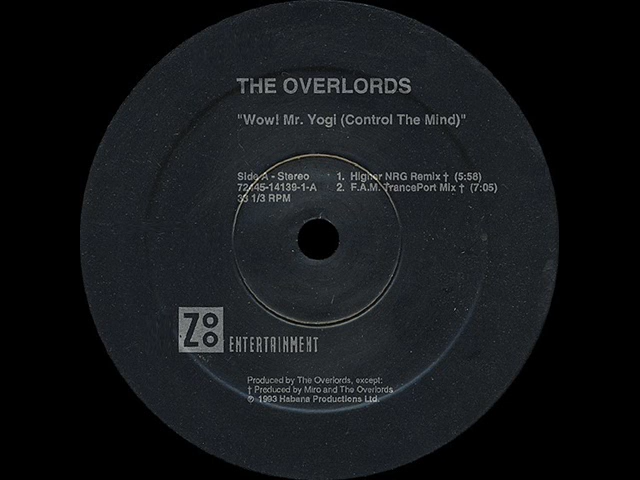 THE OVERLORDS
"Wow! Mr. Yogi (Control The Mind)"
Side A - Stereo 1. Higher NRG Remix † (5:58)
72445-14139-1-A 2. F.A.M. TrancePort Mix † (7:05)
33 1/3 RPM
Zoo ENTERTAINMENT
Produced by The Overlords, except:
† Produced by Miro and The Overlords
℗ 1993 Habana Productions Ltd.